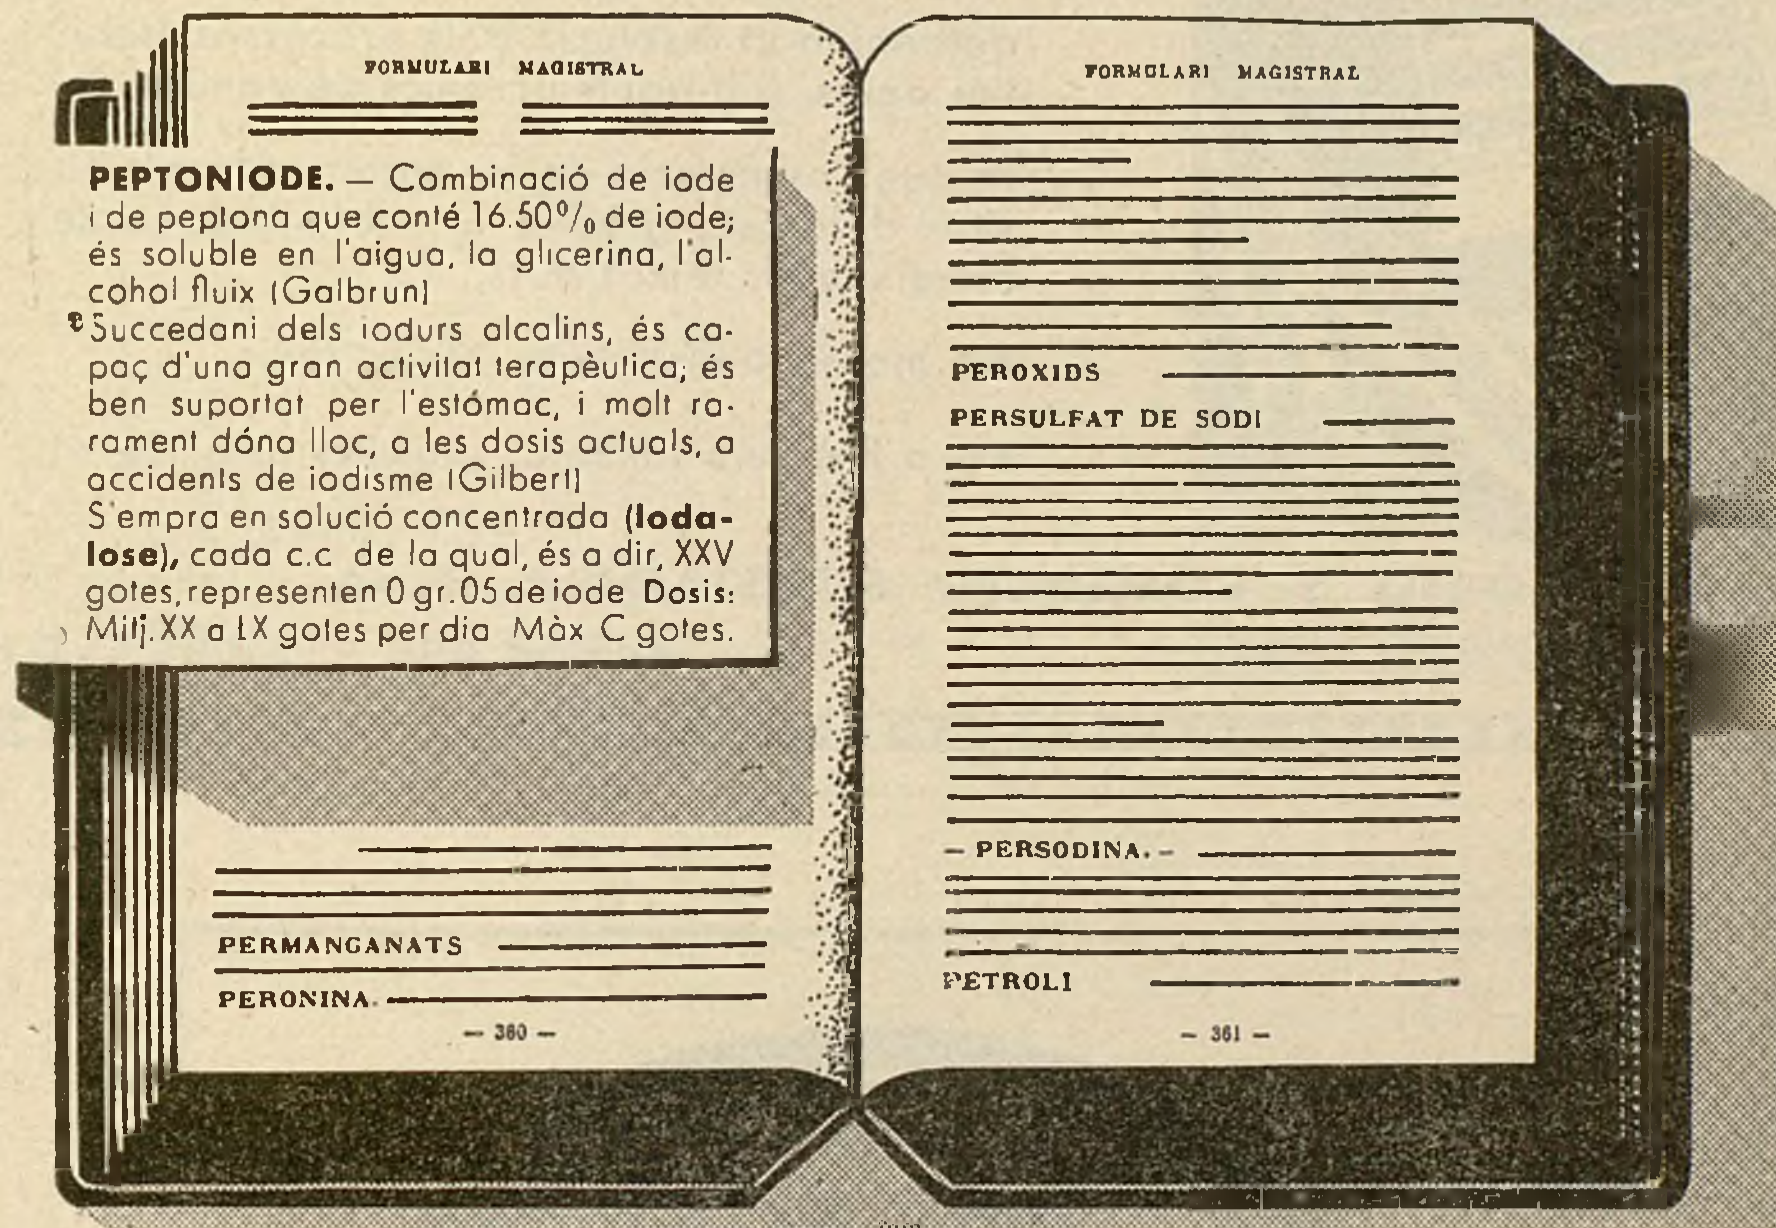 FORMULARI MAGISTRAL
PEPTONIODE. — Combinació de iode
i de peptona que conté 16.50% de iode;
és soluble en l'aigua, la glicerina, l'al-
cohol fluix (Galbrun)
Succedani dels iodurs alcalins, és ca-
paç d'una gran activitat terapèutica; és
ben suportat per l'estómac, i molt ra-
rament dóna lloc, a les dosis actuals, a
accidents de iodisme (Gilbert)
S'empra en solució concentrada (Ioda-
lose), cada c.c de la qual, és a dir, XXV
gotes, representen 0 gr. 05 de iode Dosis:
Mitj. XX a LX gotes per dia Màx C gotes.
PERMANGANATS
PERONINA.
— 360 —
FORMULARI MAGISTRAL
PEROXIDS
PERSULFAT DE SODI
— PERSODINA. —
PETROLI
— 361 —